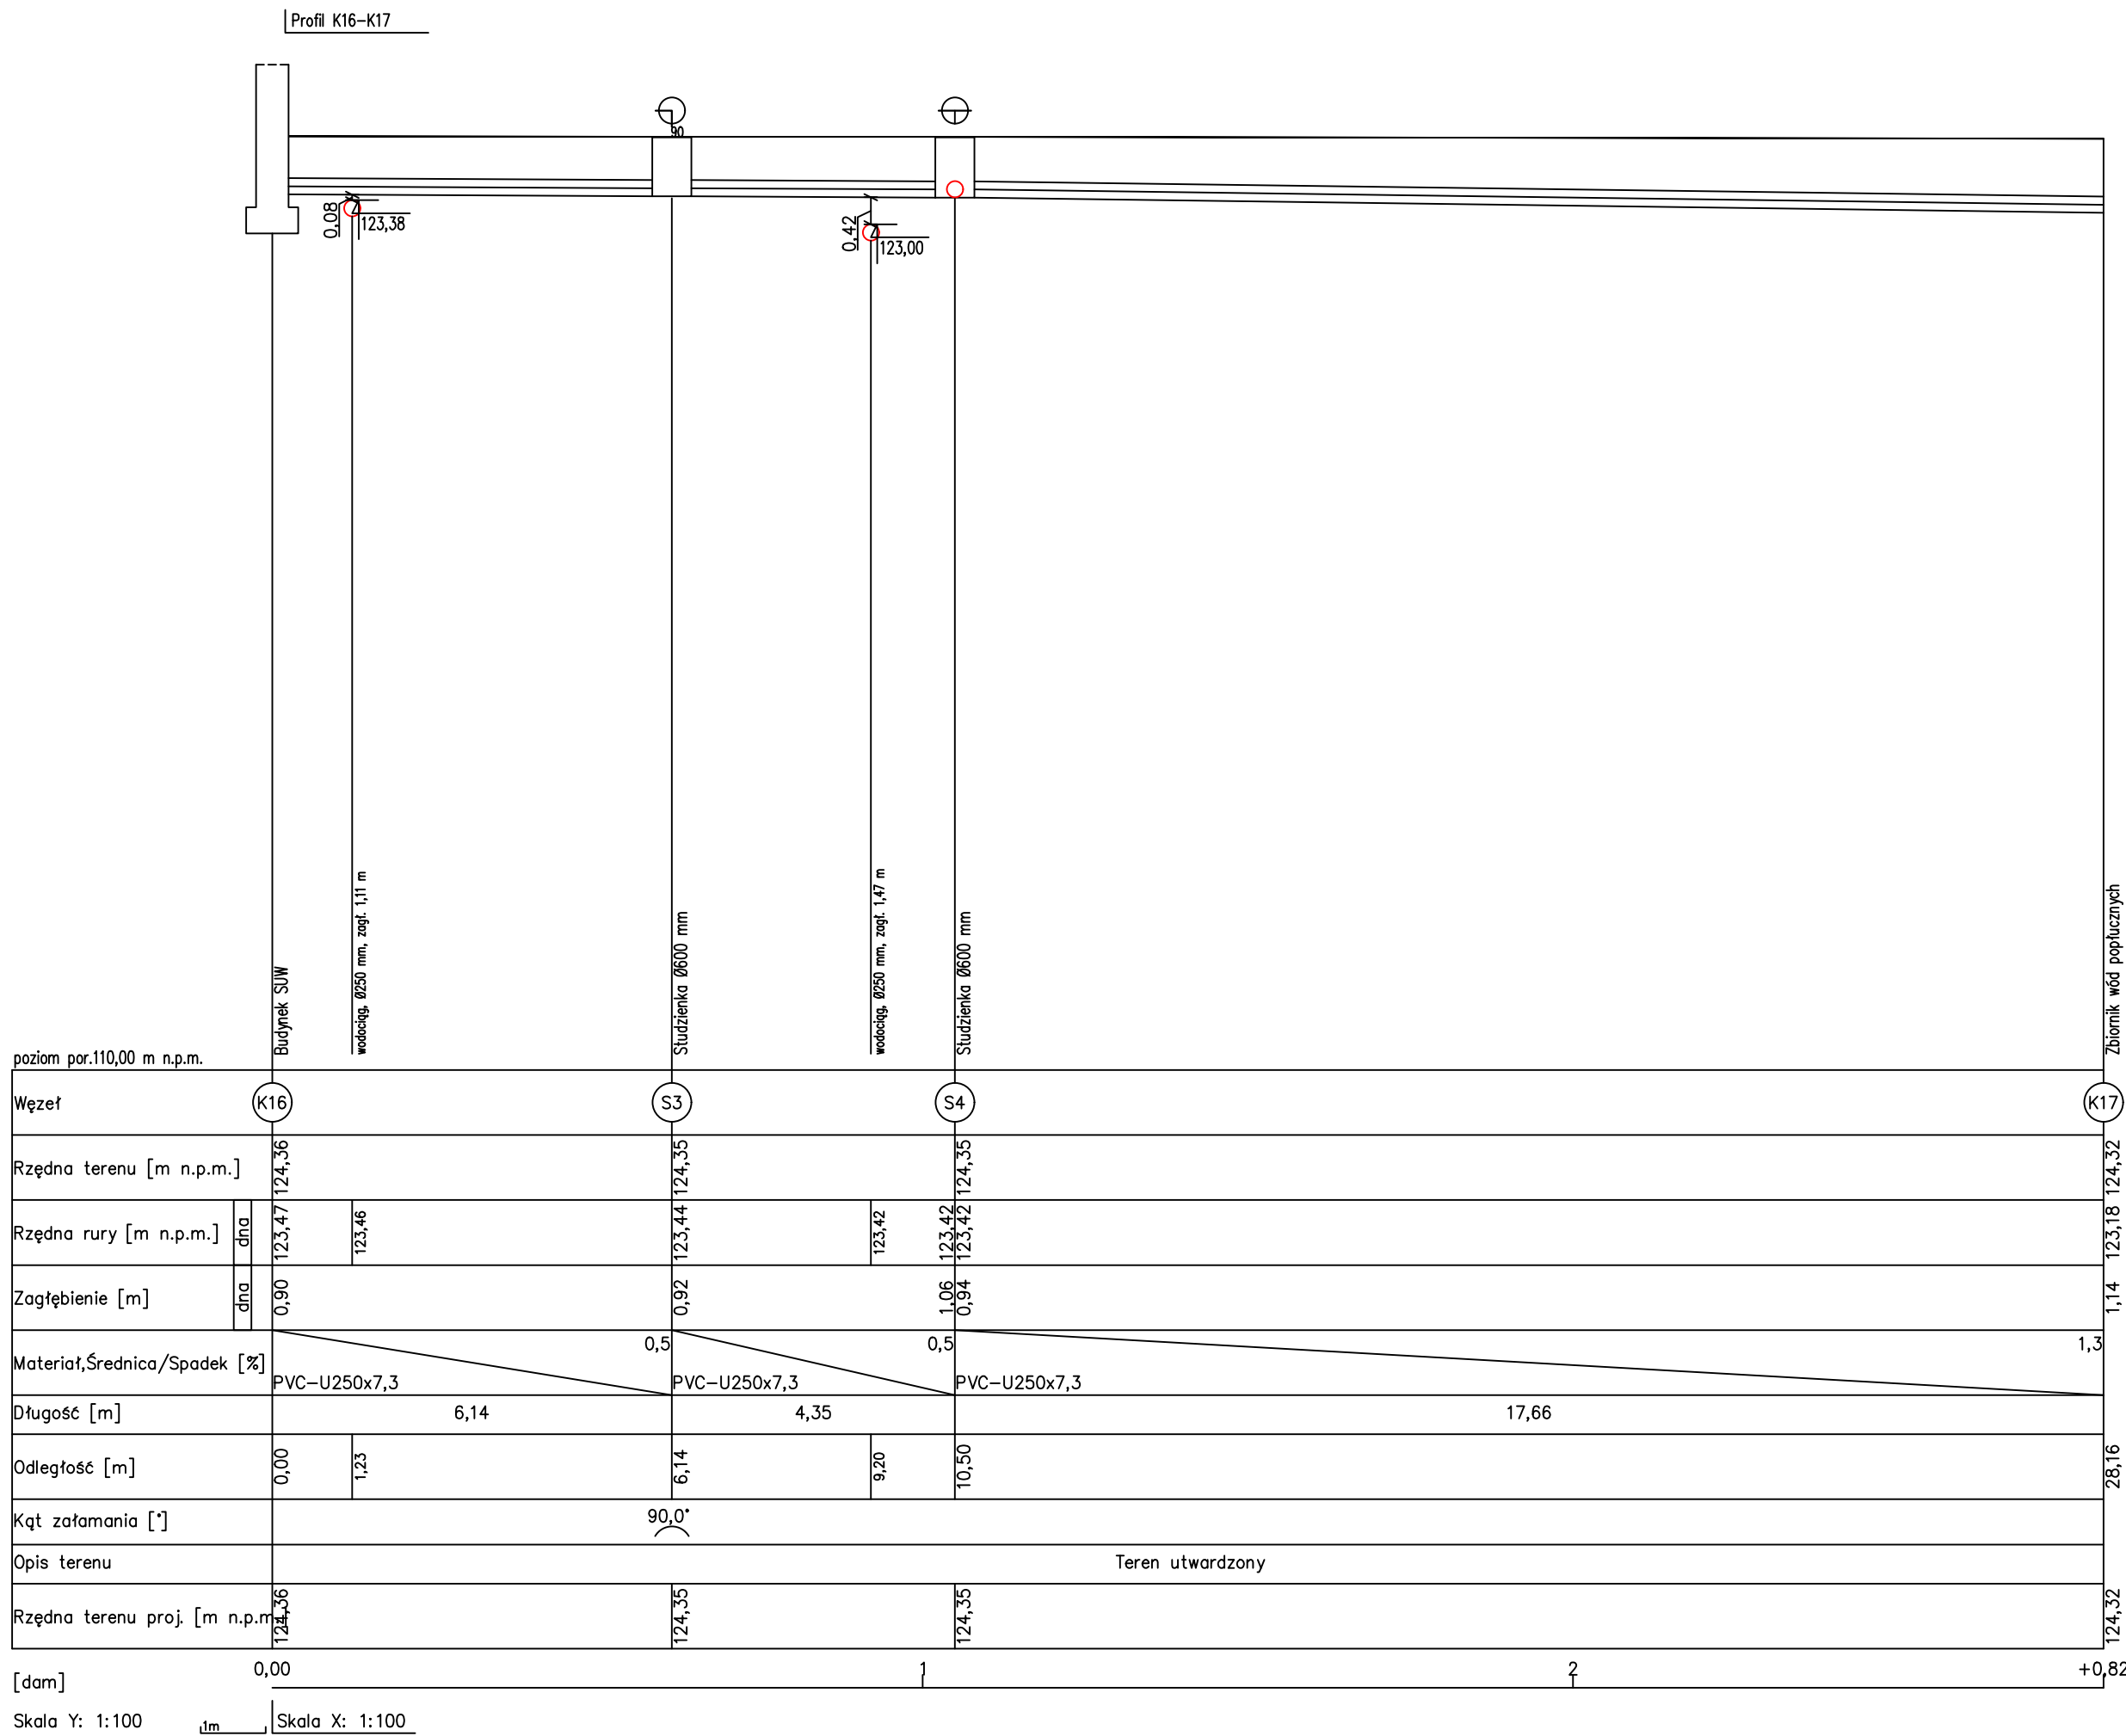 Profil K16-K17
90
0,08
123,38
0,42
123,00
Budynek SUW
wodociąg, Ø250 mm, zagł. 1,11 m
Studzienka Ø600 mm
wodociąg, Ø250 mm, zagł. 1,47 m
Studzienka Ø600 mm
Zbiornik wód popłucznych
poziom por.110,00 m n.p.m.
Węzeł K16 S3 S4 K17
Rzędna terenu [m n.p.m.] 124,36 124,35 124,35 124,32
Rzędna rury [m n.p.m.] dna 123,47 123,46 123,44 123,42 123,42 123,42 123,18
Zagłębienie [m] dna 0,90 0,92 1,06 0,94 1,14
Materiał,Średnica/Spadek [%] PVC-U250x7,3 0,5 PVC-U250x7,3 0,5 PVC-U250x7,3 1,3
Długość [m] 6,14 4,35 17,66
Odległość [m] 0,00 1,23 6,14 9,20 10,50 28,16
Kąt załamania [°] 90,0°
Opis terenu Teren utwardzony
Rzędna terenu proj. [m n.p.m.] 124,36 124,35 124,35 124,32
[dam] 0,00 1 2 +0,82
Skala Y: 1:100 1m Skala X: 1:100